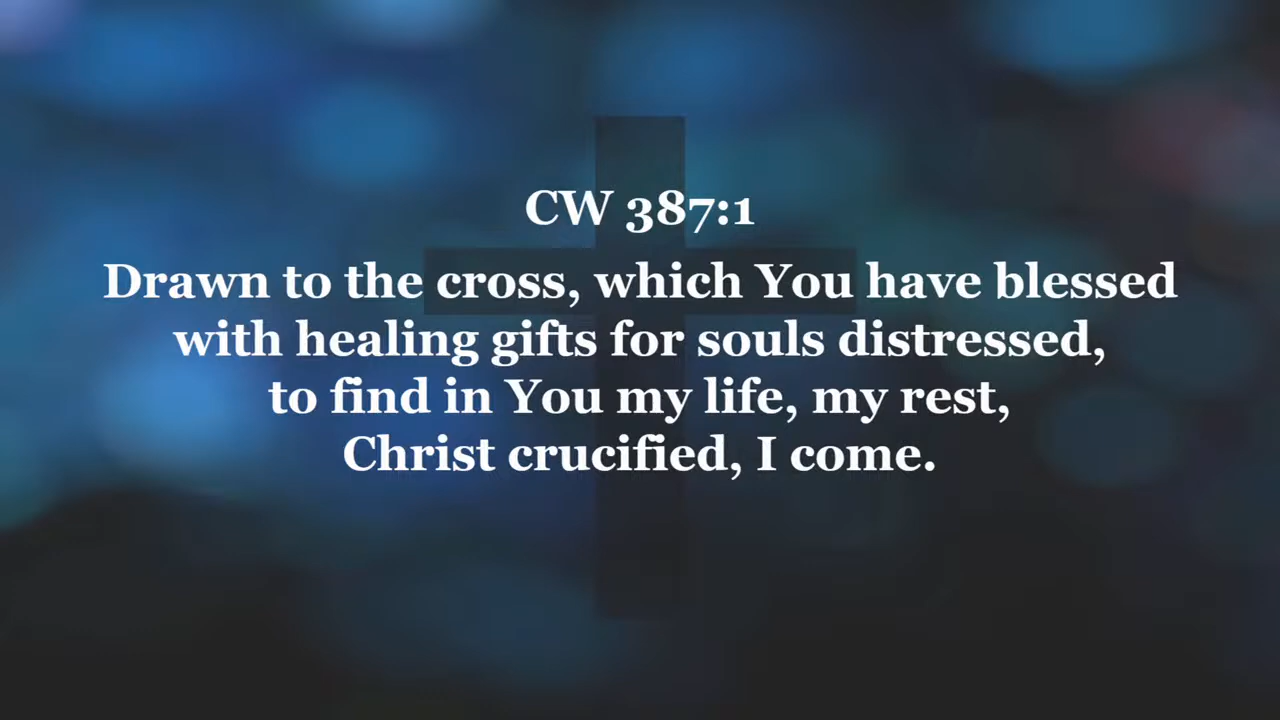 CW 387:1
Drawn to the cross, which You have blessed
with healing gifts for souls distressed,
to find in You my life, my rest,
Christ crucified, I come.